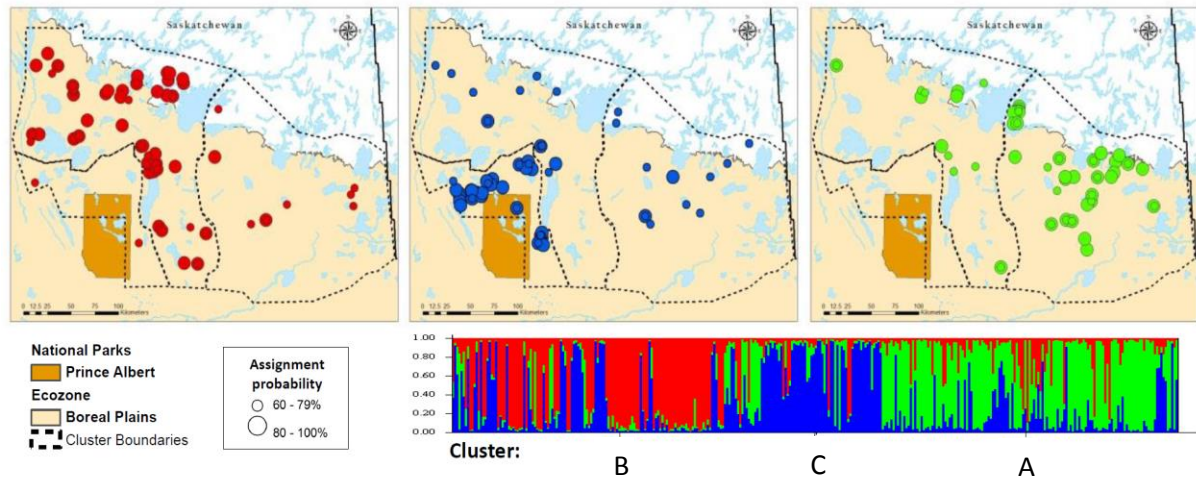 Saskatchewan
Saskatchewan
Saskatchewan
0 12.5 25 50 75 100
Kilometers
0 12.5 25 50 75 100
Kilometers
0 12.5 25 50 75 100
Kilometers
National Parks
Prince Albert
Ecozone
Boreal Plains
Cluster Boundaries
Assignment
probability
60 - 79%
80 - 100%
1.00
0.80
0.60
0.40
0.20
0.00
Cluster:
B C A